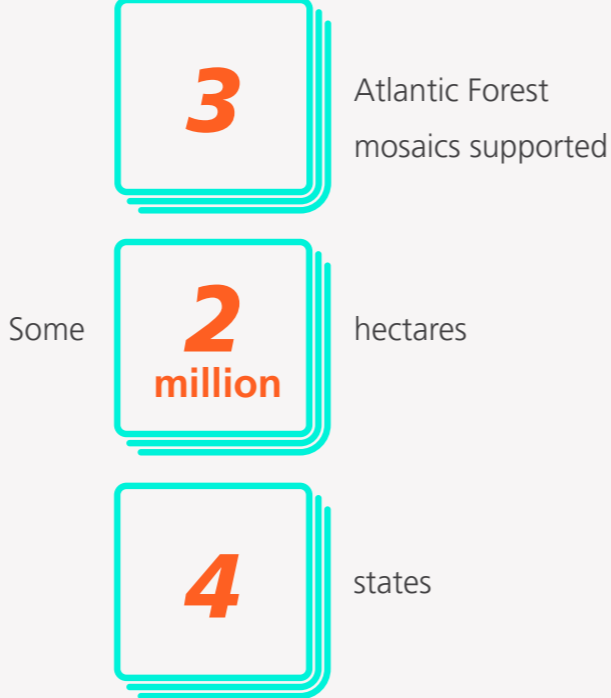 3
Atlantic Forest
mosaics supported
Some
2
million
hectares
4
states